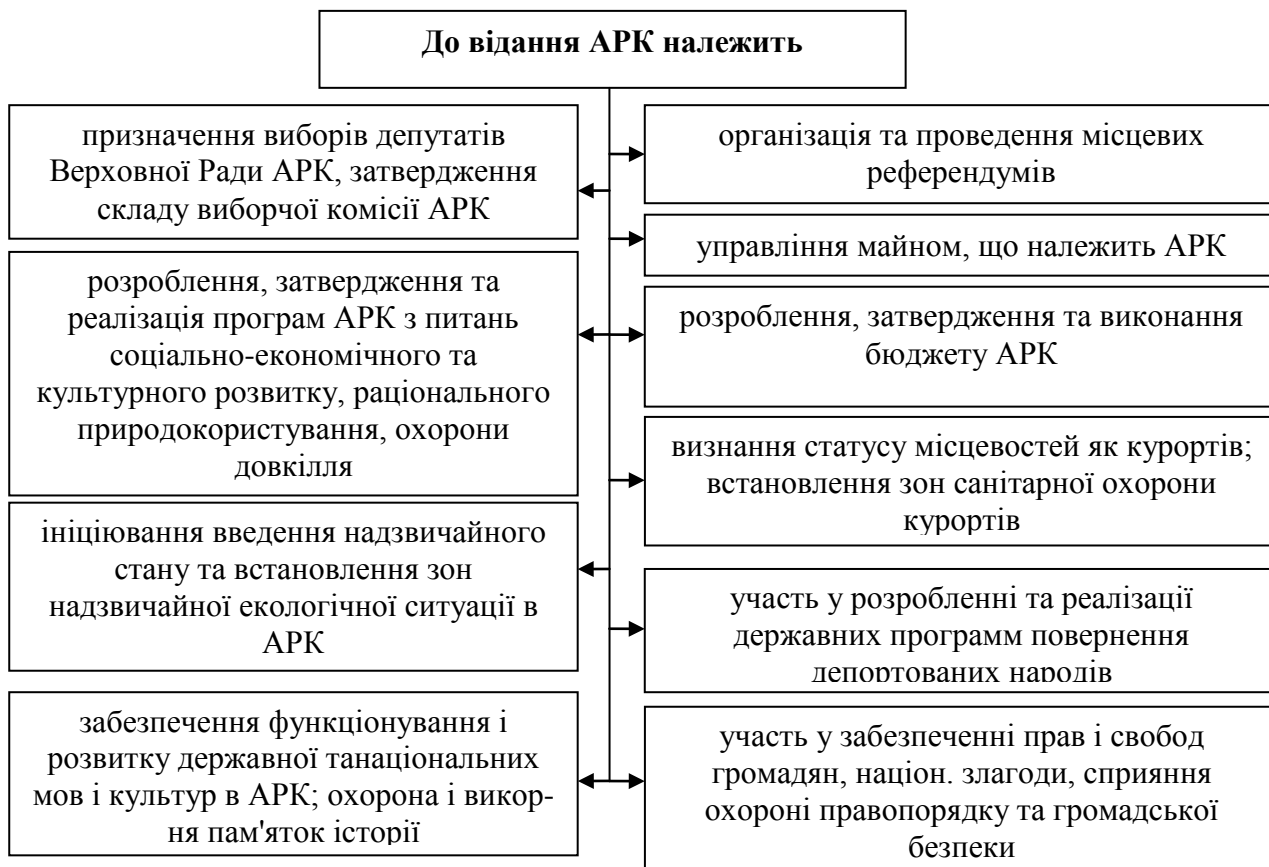 До відання АРК належить
призначення виборів депутатів
Верховної Ради АРК, затвердження
складу виборчої комісії АРК
розроблення, затвердження та
реалізація програм АРК з питань
соціально-економічного та
культурного розвитку, раціонального
природокористування, охорони
довкілля
ініціювання введення надзвичайного
стану та встановлення зон
надзвичайної екологічної ситуації в
АРК
забезпечення функціонування і
розвитку державної танаціональних
мов і культур в АРК; охорона і викор-
ня пам'яток історії
організація та проведення місцевих
референдумів
управління майном, що належить АРК
розроблення, затвердження та виконання
бюджету АРК
визнання статусу місцевостей як курортів;
встановлення зон санітарної охорони
курортів
участь у розробленні та реалізації
державних программ повернення
депортованих народів
участь у забезпеченні прав і свобод
громадян, націон. злагоди, сприяння
охороні правопорядку та громадської
безпеки